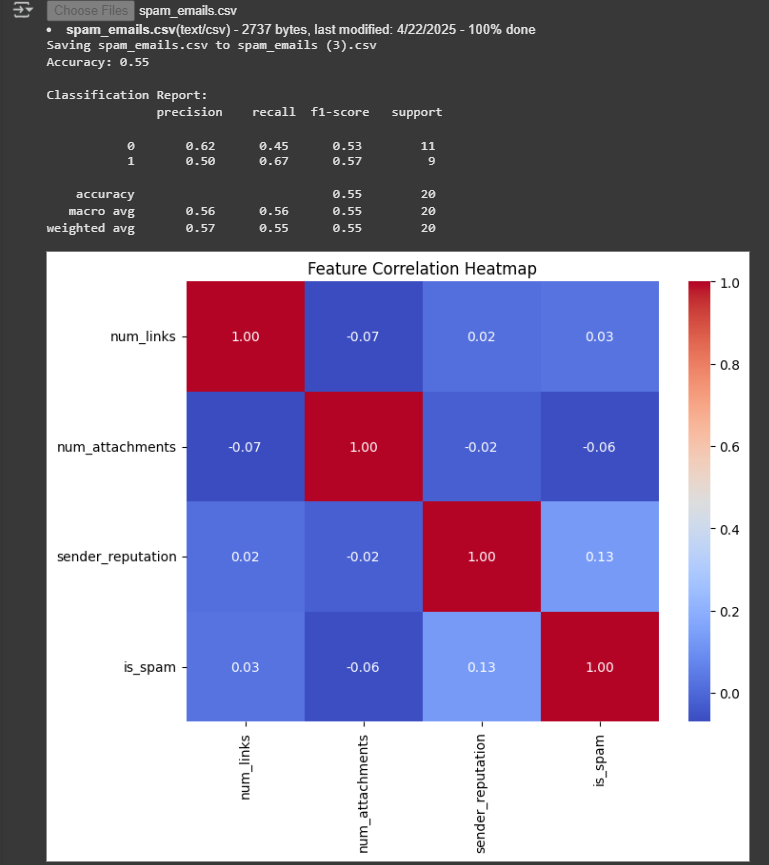 Choose Files spam_emails.csv
• spam_emails.csv(text/csv) - 2737 bytes, last modified: 4/22/2025 - 100% done
Saving spam_emails.csv to spam_emails (3).csv
Accuracy: 0.55
Classification Report:
precision recall f1-score support
0 0.62 0.45 0.53 11
1 0.50 0.67 0.57 9
accuracy 0.55 20
macro avg 0.56 0.56 0.55 20
weighted avg 0.57 0.55 0.55 20
Feature Correlation Heatmap
num_links 1.00 -0.07 0.02 0.03
num_attachments -0.07 1.00 -0.02 -0.06
sender_reputation 0.02 -0.02 1.00 0.13
is_spam 0.03 -0.06 0.13 1.00
num_links
num_attachments
sender_reputation
is_spam
1.0
0.8
0.6
0.4
0.2
0.0